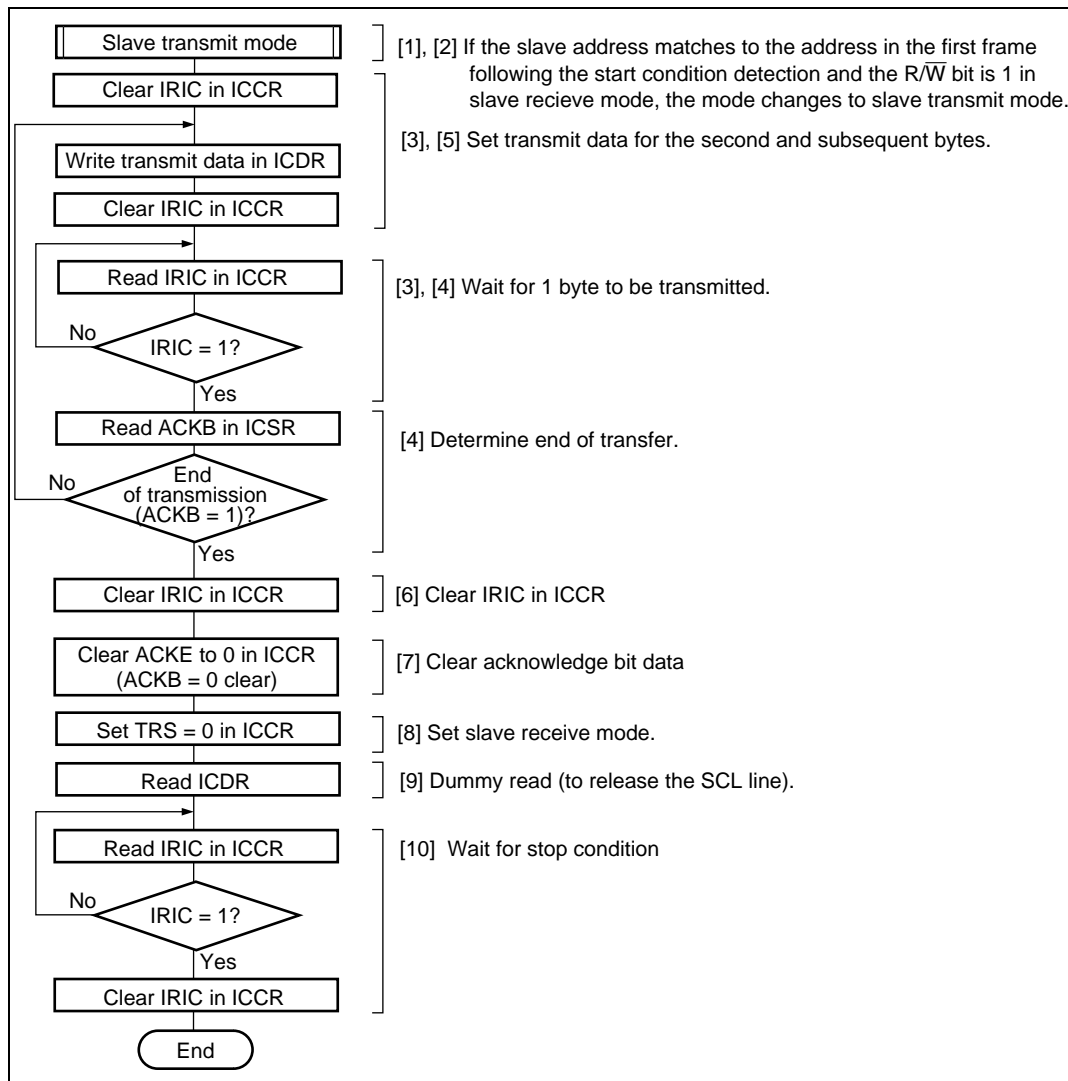 Slave transmit mode
[1], [2] If the slave address matches to the address in the first frame
following the start condition detection and the R/W̅ bit is 1 in
slave recieve mode, the mode changes to slave transmit mode.
Clear IRIC in ICCR
[3], [5] Set transmit data for the second and subsequent bytes.
Write transmit data in ICDR
Clear IRIC in ICCR
Read IRIC in ICCR
[3], [4] Wait for 1 byte to be transmitted.
No
IRIC = 1?
Yes
Read ACKB in ICSR
[4] Determine end of transfer.
No
End
of transmission
(ACKB = 1)?
Yes
Clear IRIC in ICCR
[6] Clear IRIC in ICCR
Clear ACKE to 0 in ICCR
(ACKB = 0 clear)
[7] Clear acknowledge bit data
Set TRS = 0 in ICCR
[8] Set slave receive mode.
Read ICDR
[9] Dummy read (to release the SCL line).
Read IRIC in ICCR
[10] Wait for stop condition
No
IRIC = 1?
Yes
Clear IRIC in ICCR
End